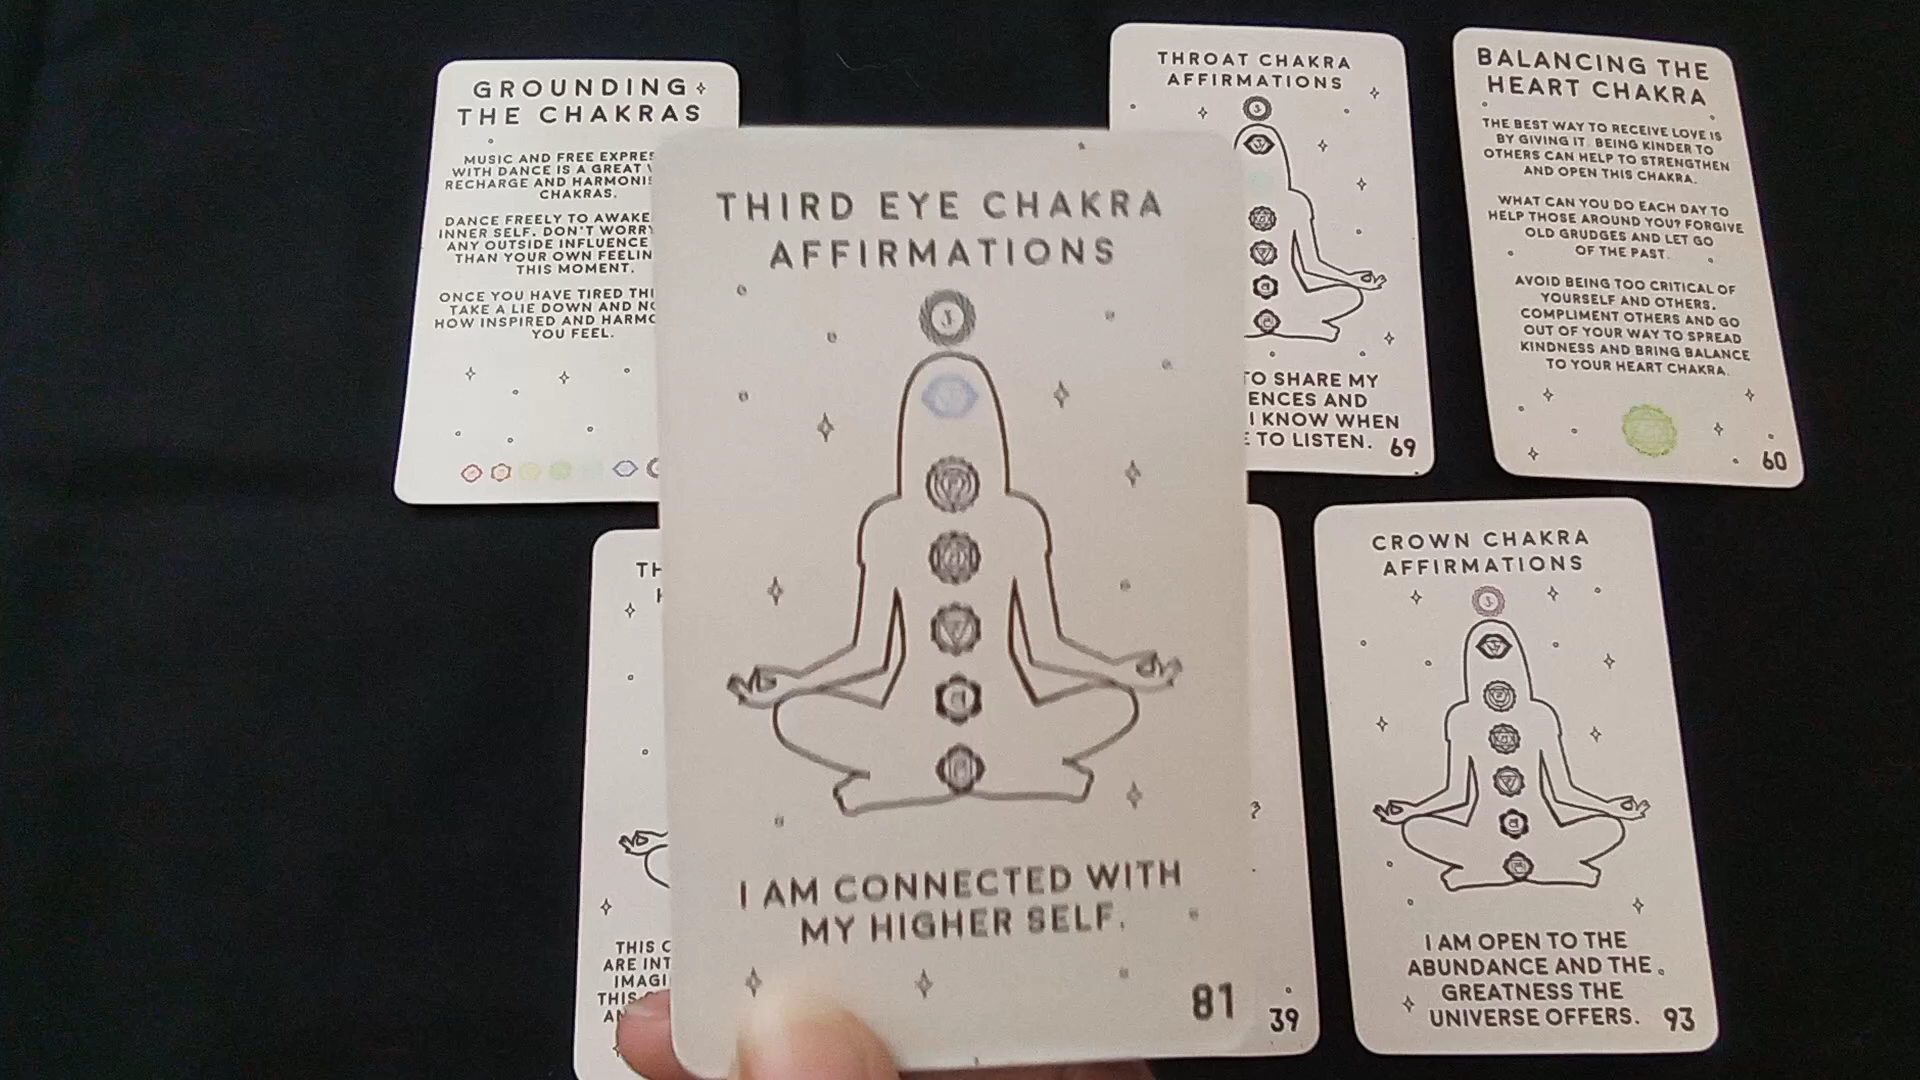 GROUNDING
THE CHAKRAS
MUSIC AND FREE
WITH DANCE IS A GREAT
RECHARGE AND
CHAKRAS.
DANCE FREELY TO
INNER SELF. DON'T
ANY OUTSIDE INFLUENCE
THAN YOUR OWN
THIS MOMENT.
ONCE YOU HAVE TIRED
TAKE A LIE DOWN AND
HOW INSPIRED AND
YOU FEEL.
THIRD EYE CHAKRA
AFFIRMATIONS
I AM CONNECTED WITH
MY HIGHER SELF.
81
THROAT CHAKRA
AFFIRMATIONS
TO SHARE MY
AND
I KNOW WHEN
TO LISTEN.
69
BALANCING THE
HEART CHAKRA
THE BEST WAY TO RECEIVE LOVE IS
BY GIVING IT. BEING KINDER TO
OTHERS CAN HELP TO STRENGTHEN
AND OPEN THIS CHAKRA.
WHAT CAN YOU DO EACH DAY TO
HELP THOSE AROUND YOU? FORGIVE
OLD GRUDGES AND LET GO
OF THE PAST.
AVOID BEING TOO CRITICAL OF
YOURSELF AND OTHERS.
COMPLIMENT OTHERS AND GO
OUT OF YOUR WAY TO SPREAD
KINDNESS AND BRING BALANCE
TO YOUR HEART CHAKRA.
60
THIS
ARE
THIS
39
CROWN CHAKRA
AFFIRMATIONS
I AM OPEN TO THE
ABUNDANCE AND THE
GREATNESS THE
UNIVERSE OFFERS.
93